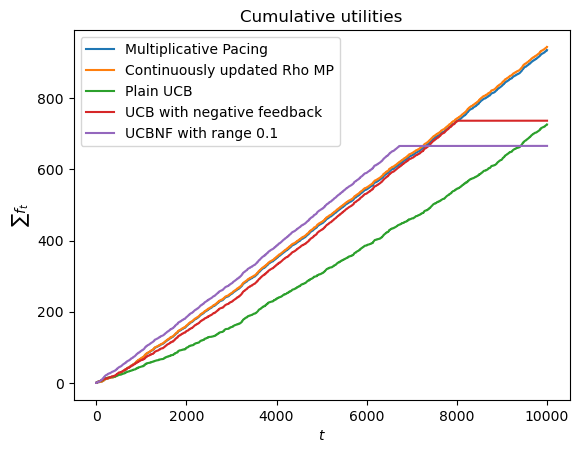 Cumulative utilities
Multiplicative Pacing
Continuously updated Rho MP
Plain UCB
UCB with negative feedback
UCBNF with range 0.1
800
600
400
200
0
∑ f_t
0 2000 4000 6000 8000 10000
t